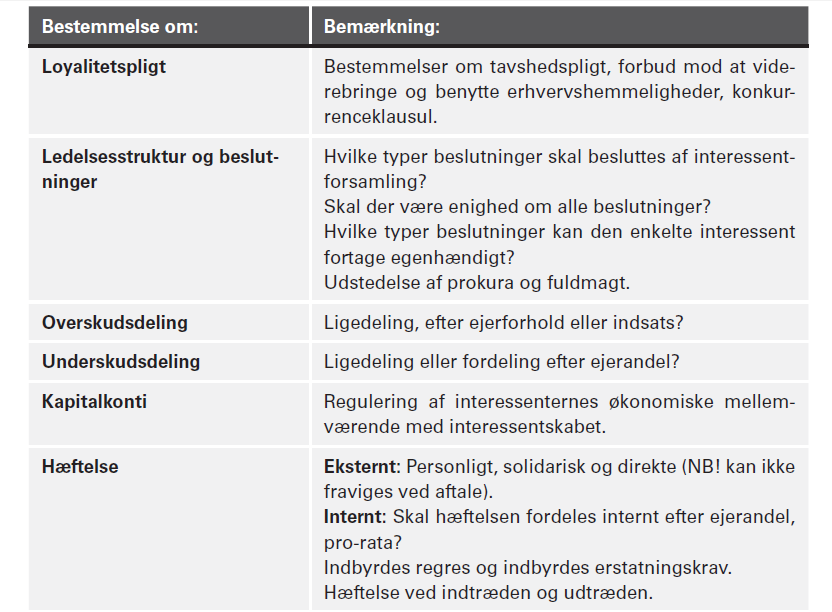 Bestemmelse om:
Bemærkning:
Loyalitetspligt
Bestemmelser om tavshedspligt, forbud mod at vide-
rebringe og benytte erhvervshemmeligheder, konkur-
renceklausul.
Ledelsesstruktur og beslut-
ninger
Hvilke typer beslutninger skal besluttes af interessent-
forsamling?
Skal der være enighed om alle beslutninger?
Hvilke typer beslutninger kan den enkelte interessent
fortage egenhændigt?
Udstedelse af prokura og fuldmagt.
Overskudsdeling
Ligedeling, efter ejerforhold eller indsats?
Underskudsdeling
Ligedeling eller fordeling efter ejerandel?
Kapitalkonti
Regulering af interessenternes økonomiske mellem-
værende med interessentskabet.
Hæftelse
Eksternt: Personligt, solidarisk og direkte (NB! kan ikke
fraviges ved aftale).
Internt: Skal hæftelsen fordeles internt efter ejerandel,
pro-rata?
Indbyrdes regres og indbyrdes erstatningskrav.
Hæftelse ved indtræden og udtræden.